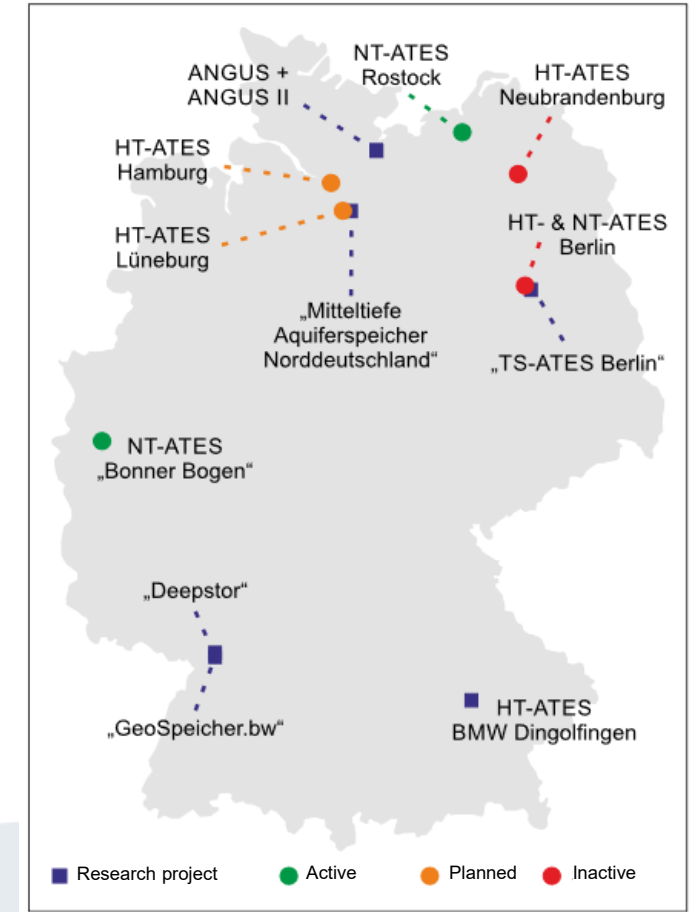 NT-ATES
Rostock
ANGUS +
ANGUS II
HT-ATES
Neubrandenburg
HT-ATES
Hamburg
HT- & NT-ATES
Berlin
HT-ATES
Lüneburg
„Mitteltiefe
Aquiferspeicher
Norddeutschland“
„TS-ATES Berlin“
NT-ATES
„Bonner Bogen“
„Deepstor“
„GeoSpeicher.bw“
HT-ATES
BMW Dingolfingen
Research project
Active
Planned
Inactive